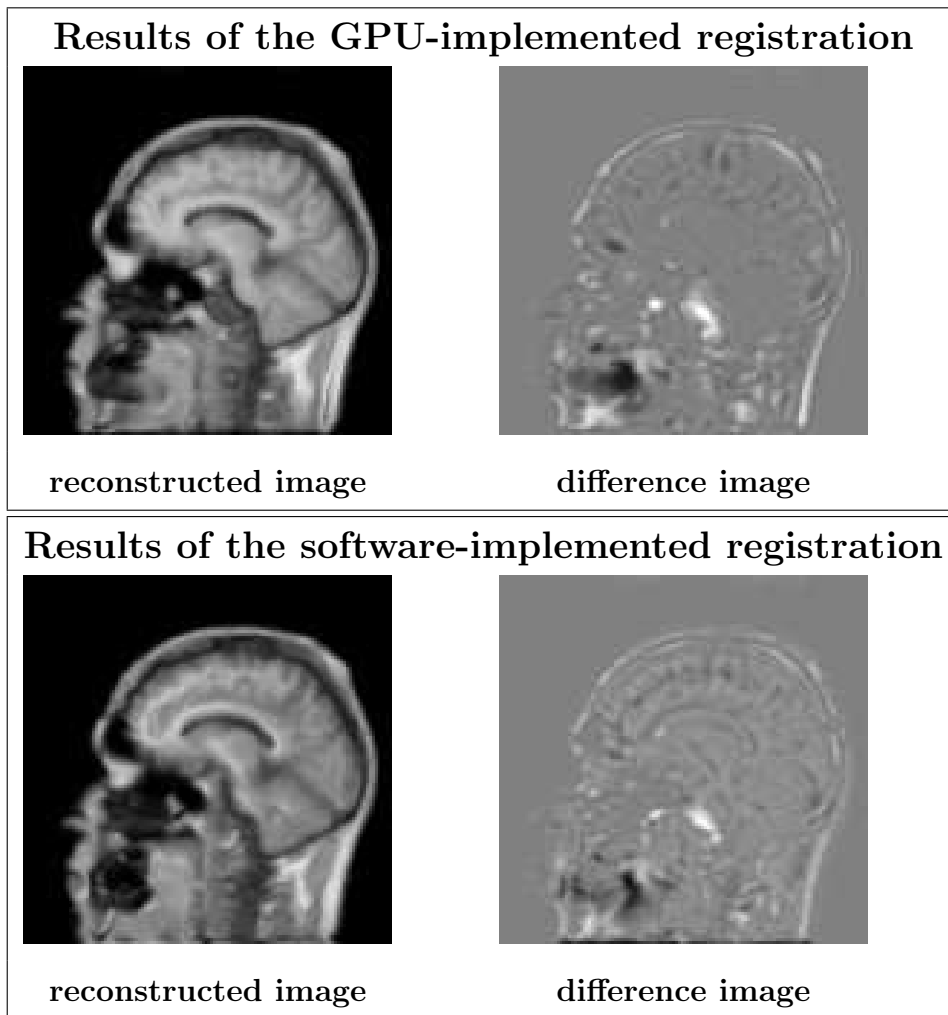 Results of the GPU-implemented registration
reconstructed image
difference image
Results of the software-implemented registration
reconstructed image
difference image